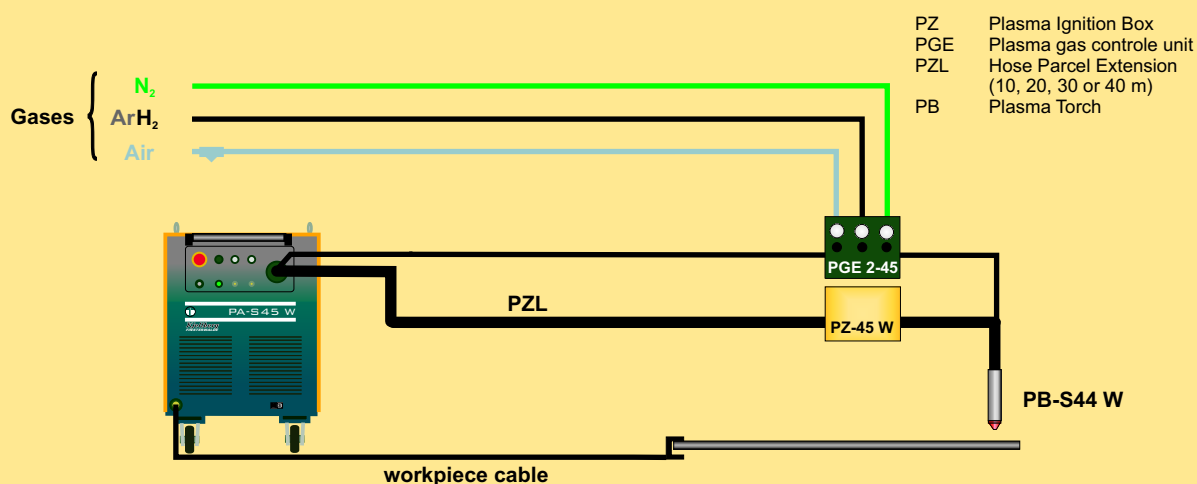 PZ Plasma Ignition Box
PGE Plasma gas controle unit
PZL Hose Parcel Extension
(10, 20, 30 or 40 m)
PB Plasma Torch
Gases
N₂
ArH₂
Air
PGE 2-45
PZL
PZ-45 W
PA-S45 W
PB-S44 W
workpiece cable